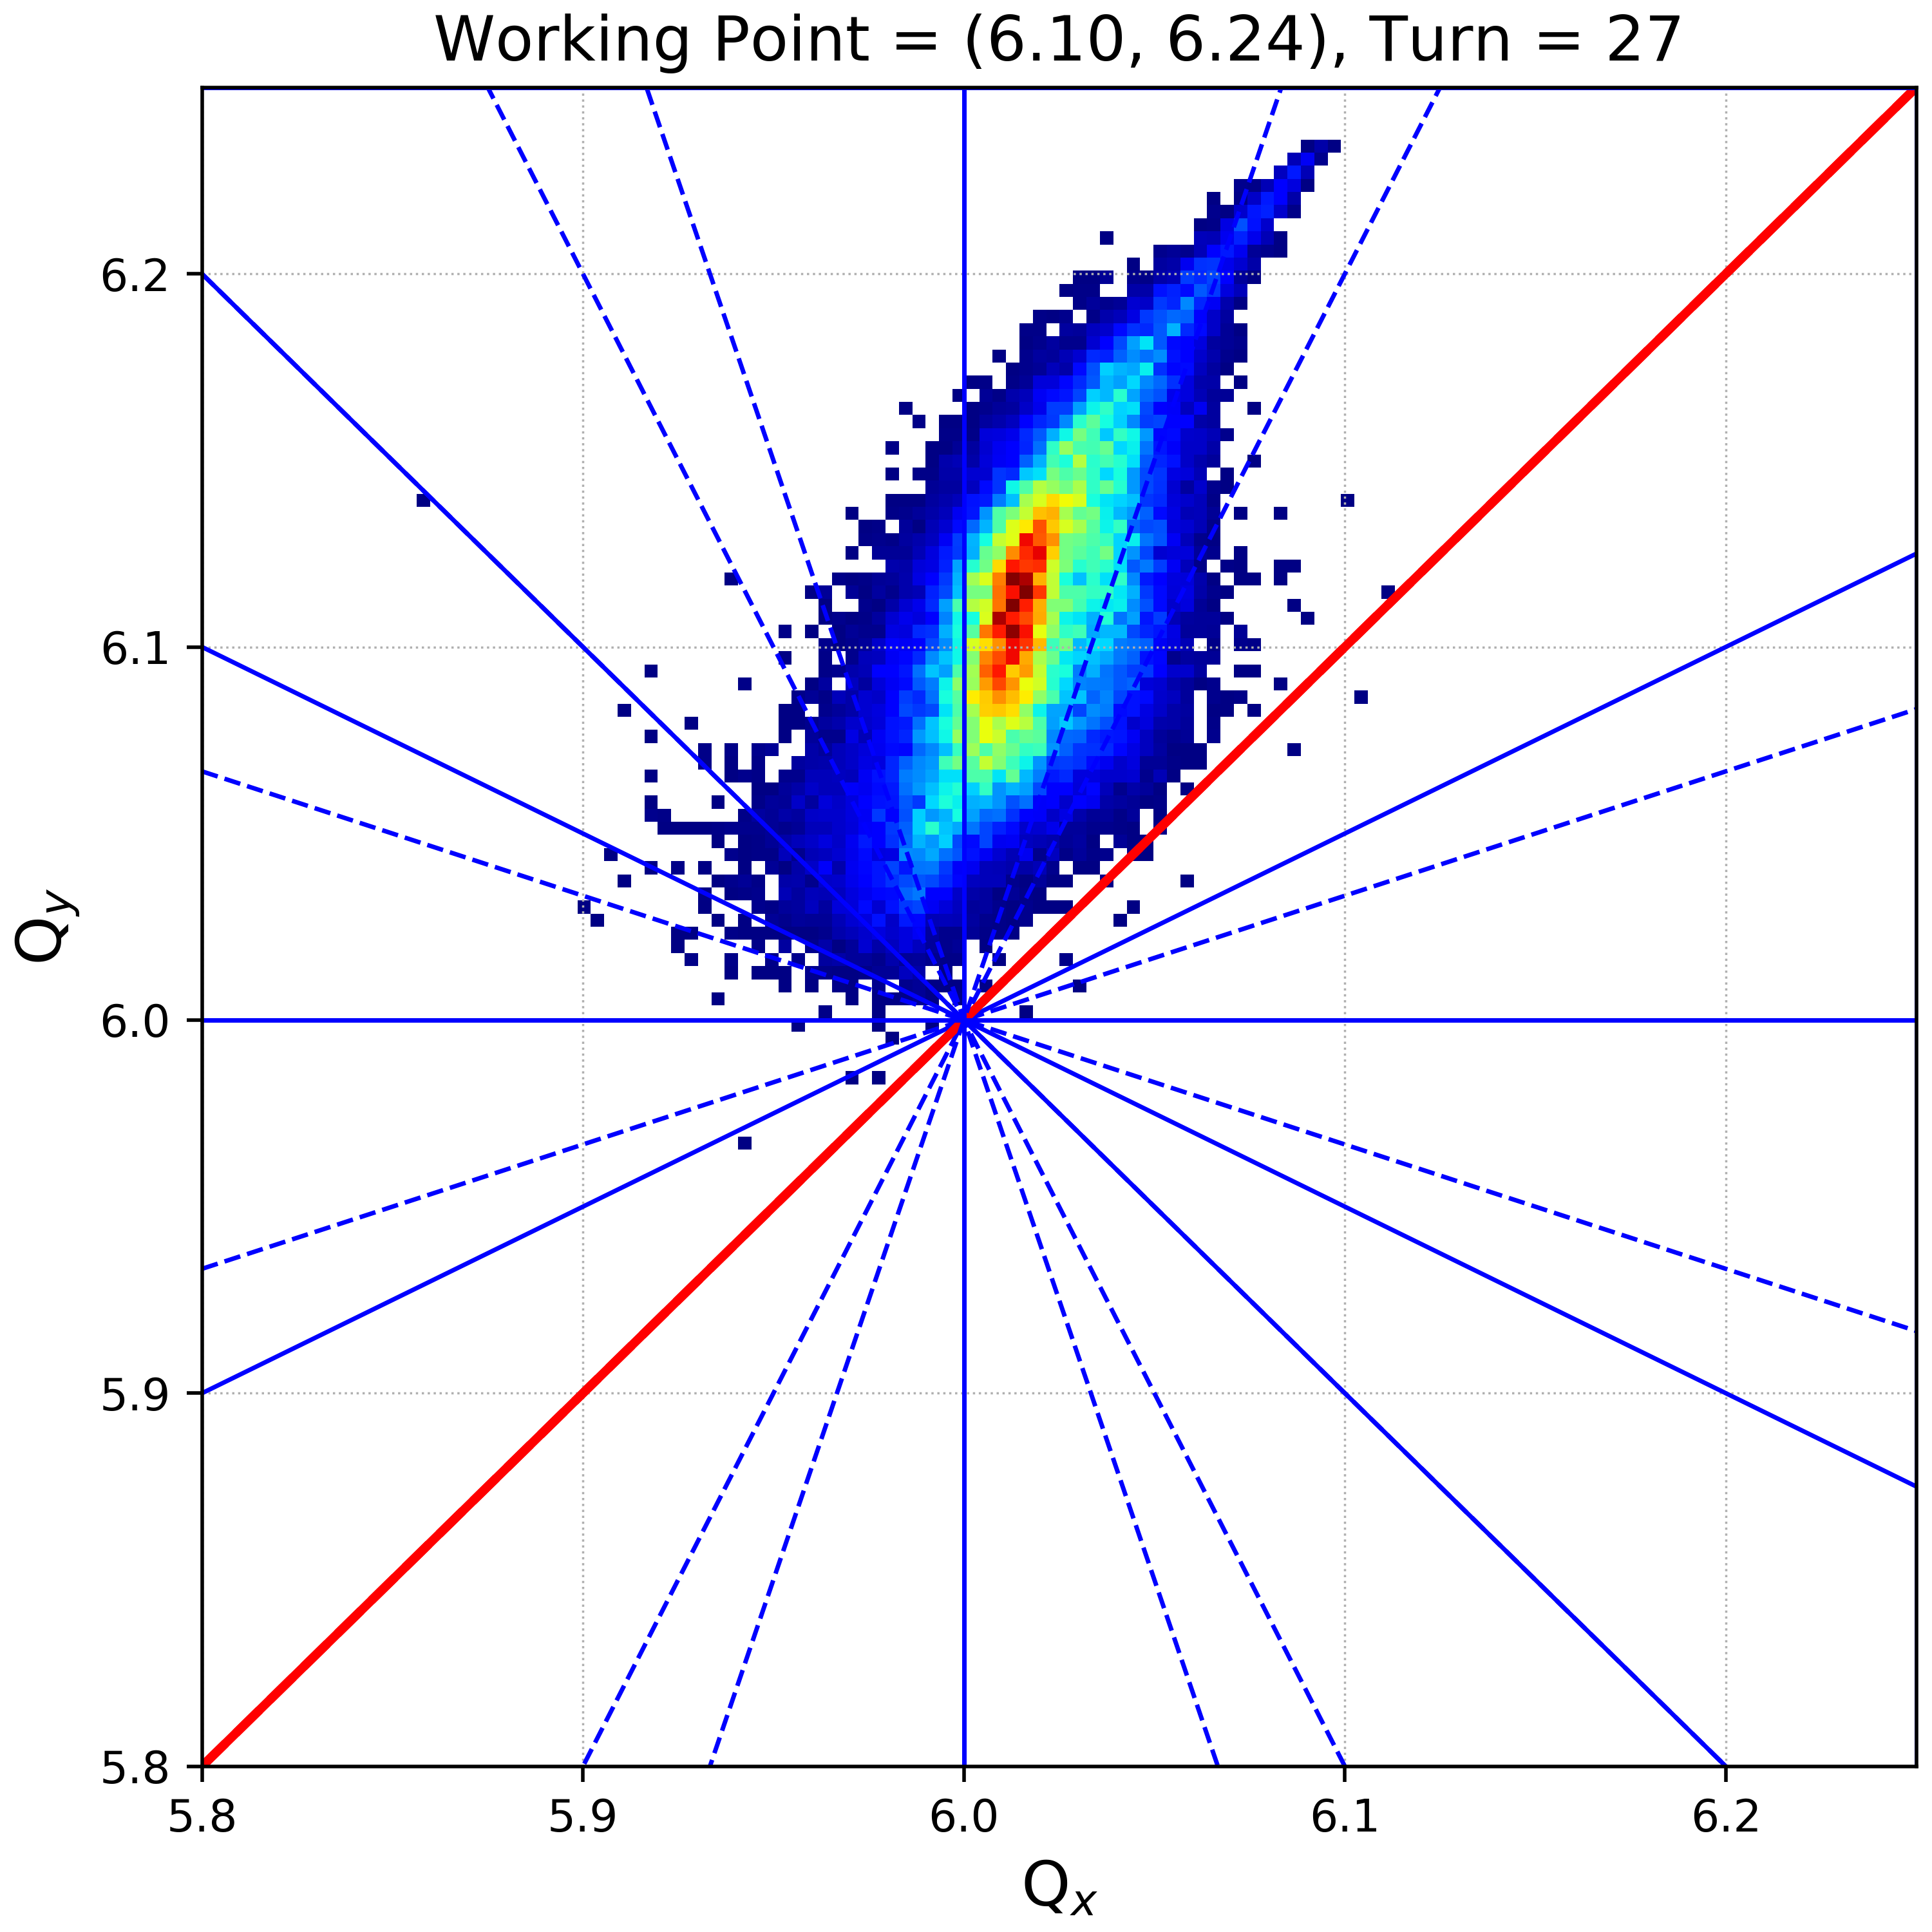 Working Point = (6.10, 6.24), Turn = 27
6.2
6.1
6.0
5.9
5.8
Qy
5.8 5.9 6.0 6.1 6.2
Qx